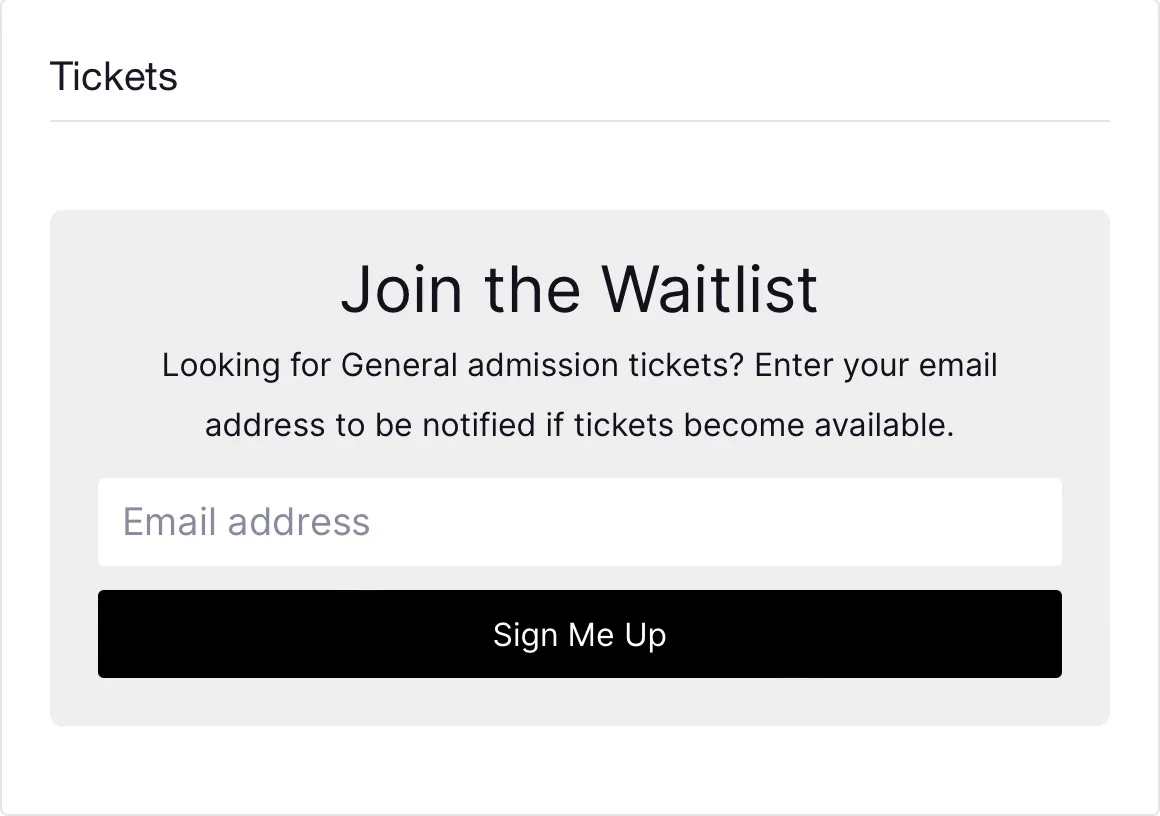 Tickets
Join the Waitlist
Looking for General admission tickets? Enter your email
address to be notified if tickets become available.
Email address
Sign Me Up